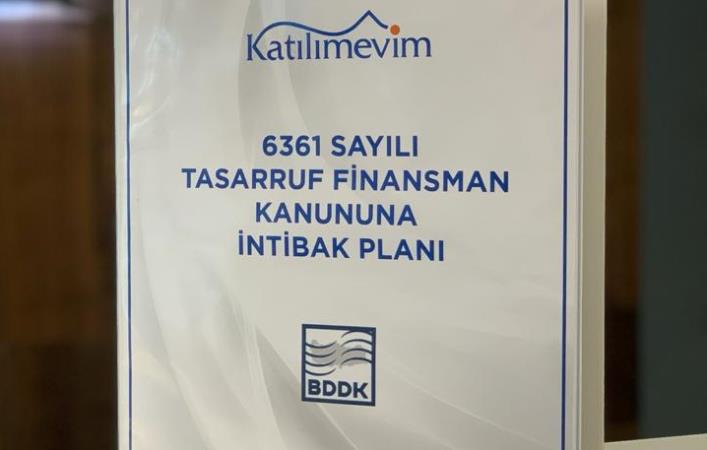 Katılımevim
6361 SAYILI
TASARRUF FİNANSMAN
KANUNUNA
İNTİBAK PLANI
BDDK